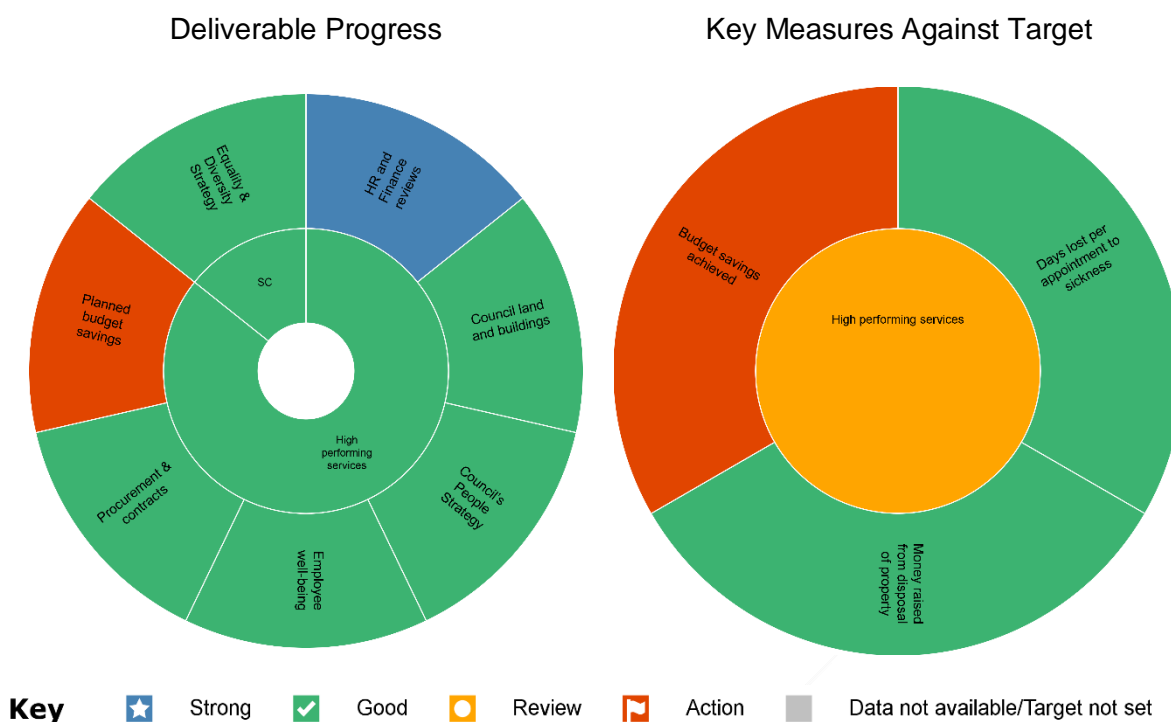 Deliverable Progress
Key Measures Against Target
Equality &
Diversity
Strategy
HR and
Finance
reviews
Planned
budget
savings
SC
Council land
and buildings
High
performing
services
Procurement &
contracts
Council's
People
Strategy
Employee
well-being
Budget savings
achieved
Days lost per
appointment to
sickness
High performing services
Money raised
from disposal
of property
Key Strong Good Review Action Data not available/Target not set